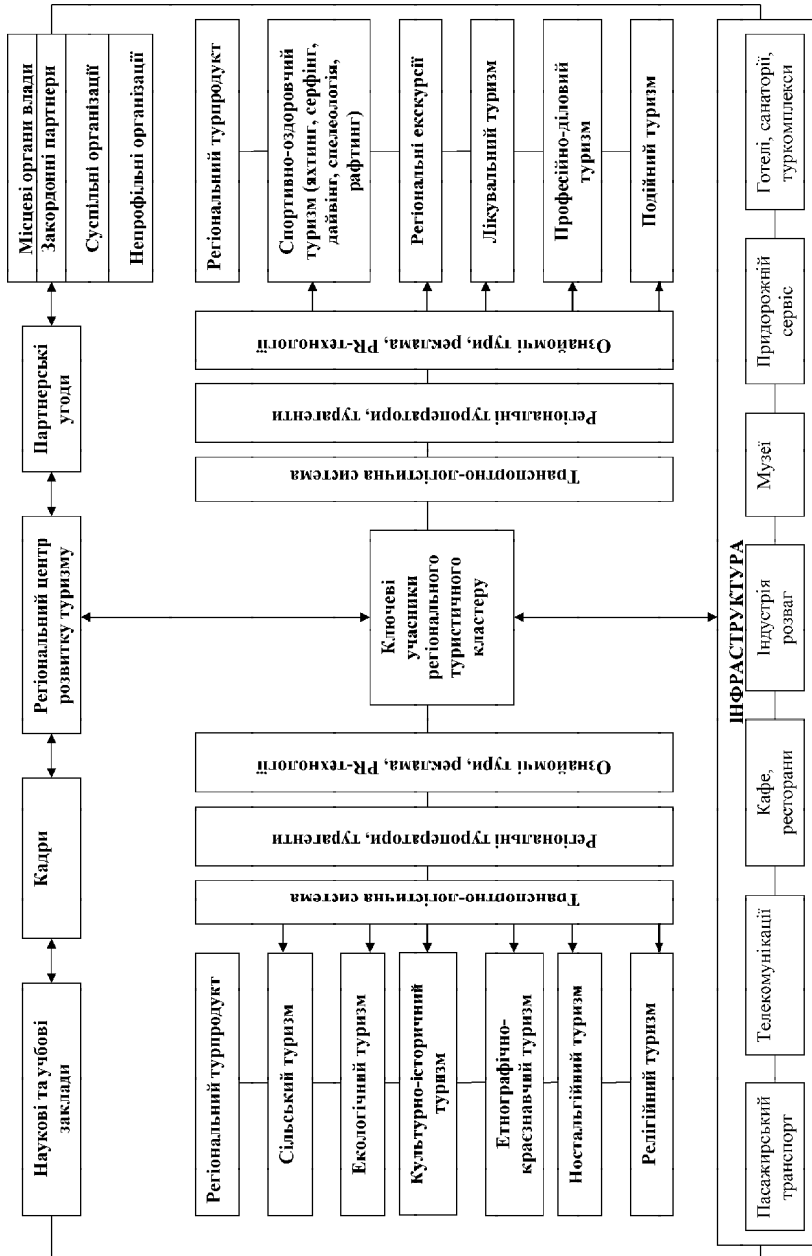 Наукові та учбові
заклади
Кадри
Регіональний центр
розвитку туризму
Партнерські
угоди
Місцеві органи влади
Закордонні партнери
Суспільні організації
Непрофільні організації
Регіональний турпродукт
Сільський туризм
Екологічний туризм
Культурно-історичний
туризм
Етнографічно-
краєзнавчий туризм
Ностальгійний туризм
Релігійний туризм
Транспортно-логістична система
Регіональні туроператори, турагенти
Ознайомчі тури, реклама, PR-технології
Ключеві
учасники
регіонального
туристичного
кластеру
Транспортно-логістична система
Регіональні туроператори, турагенти
Ознайомчі тури, реклама, PR-технології
Регіональний турпродукт
Спортивно-оздоровчий
туризм (яхтинг, серфінг,
дайвінг, спелеологія,
рафтинг)
Регіональні екскурсії
Лікувальний туризм
Професійно-діловий
туризм
Подійний туризм
ІНФРАСТРУКТУРА
Пасажирський
транспорт
Телекомунікації
Кафе,
ресторани
Індустрія
розваг
Музеї
Придорожній
сервіс
Готелі, санаторії,
туркомплекси